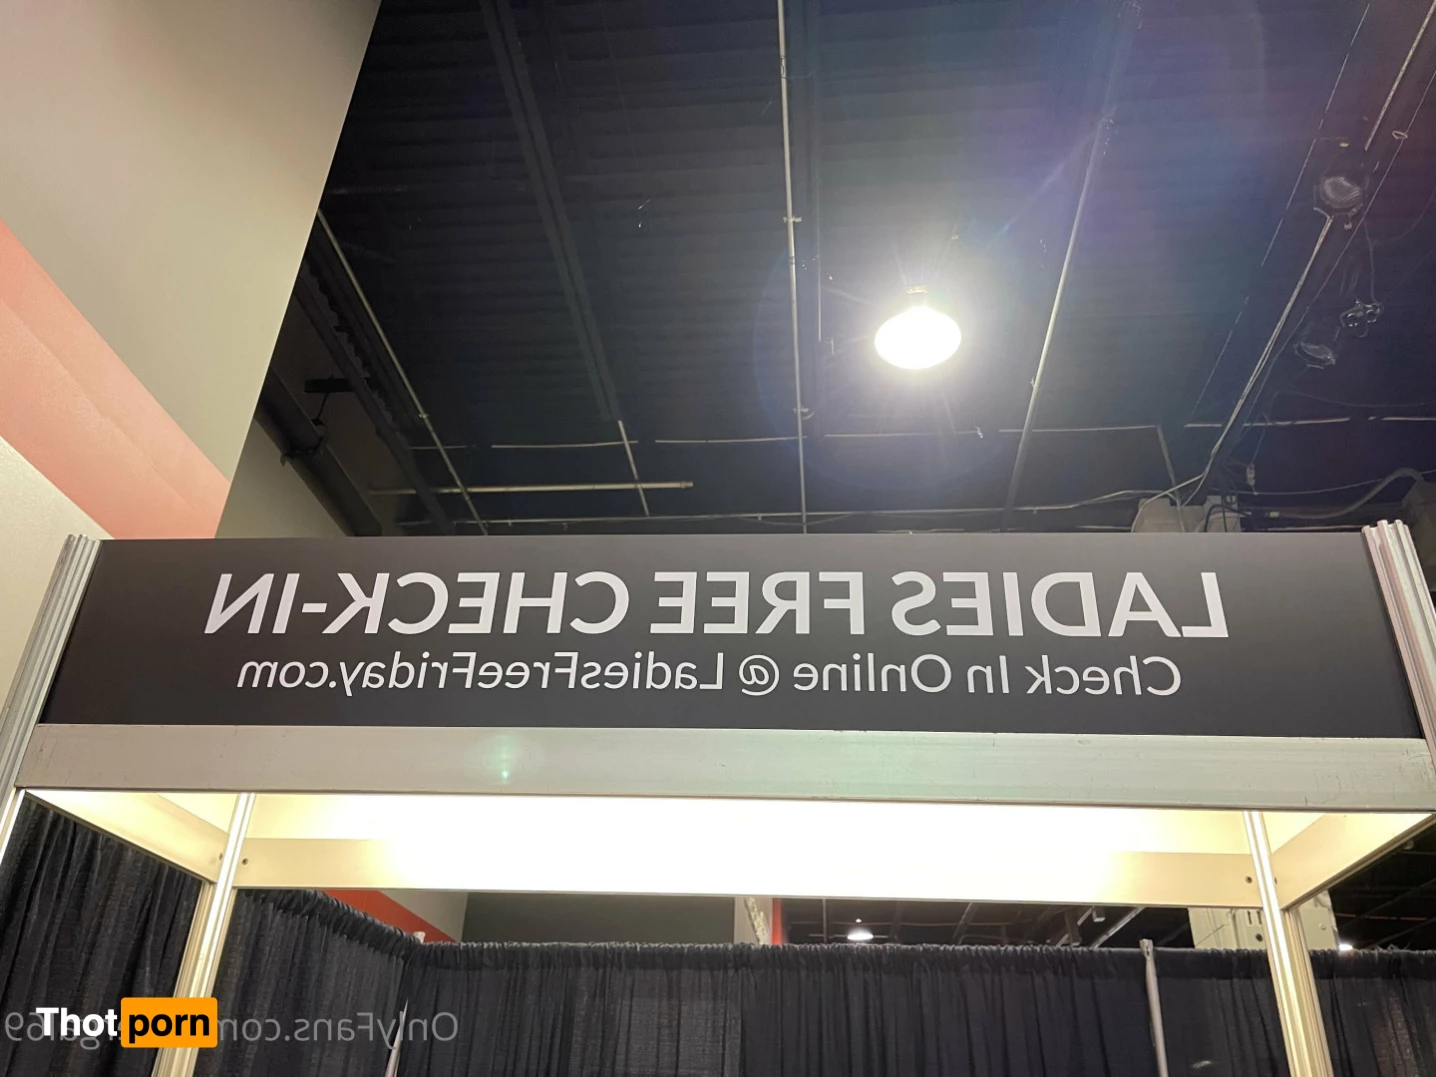 LADIES FREE CHECK-IN
Check In Online @ LadiesFreeFriday.com
Thotporn
OnlyFans.com